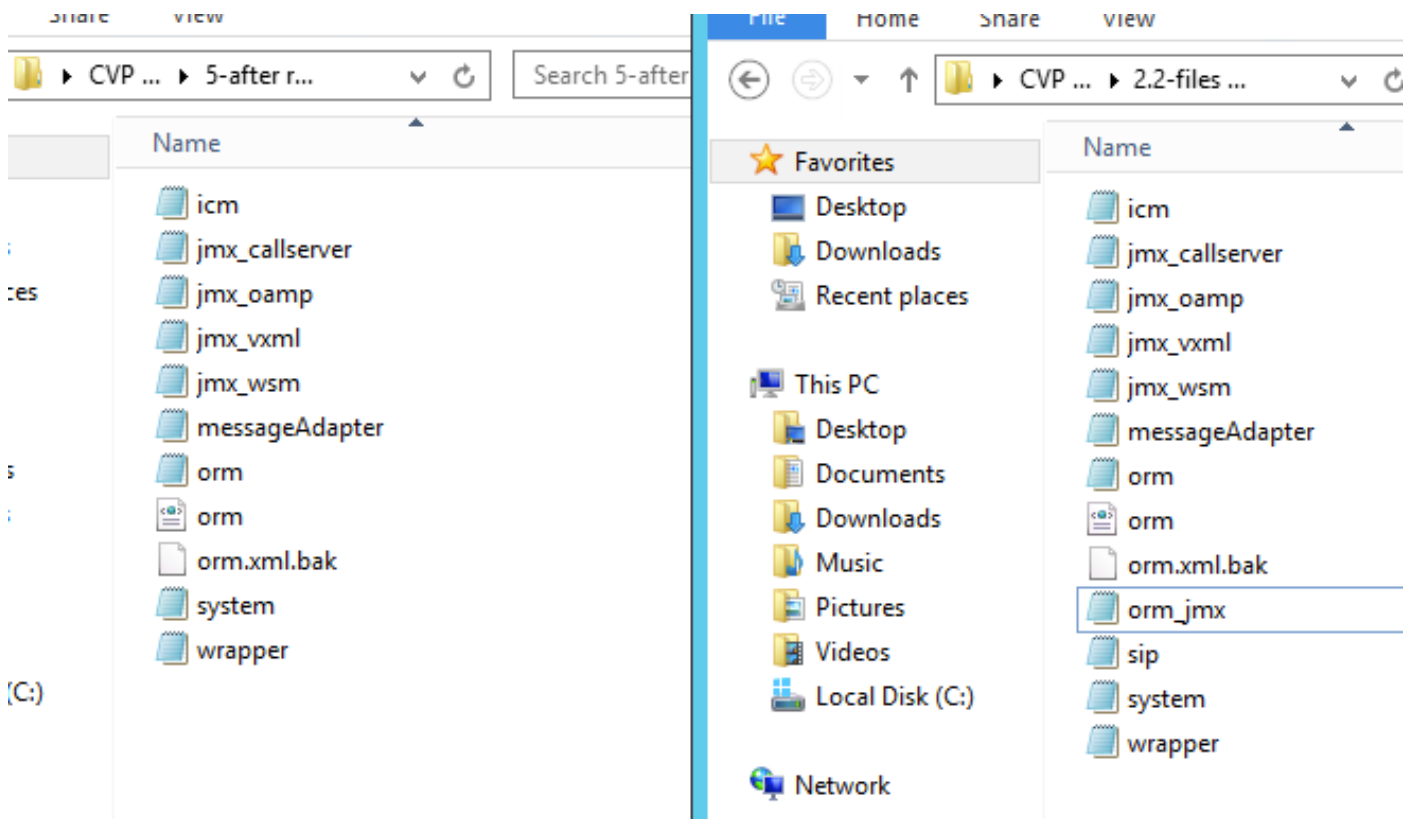 Share View
CVP ... 5-after r... Search 5-after
Name
icm
jmx_callserver
jmx_oamp
jmx_vxml
jmx_wsm
messageAdapter
orm
orm
orm.xml.bak
system
wrapper
(C:)
File Home Share View
CVP ... 2.2-files ...
Favorites
Desktop
Downloads
Recent places
This PC
Desktop
Documents
Downloads
Music
Pictures
Videos
Local Disk (C:)
Network
Name
icm
jmx_callserver
jmx_oamp
jmx_vxml
jmx_wsm
messageAdapter
orm
orm
orm.xml.bak
orm_jmx
sip
system
wrapper